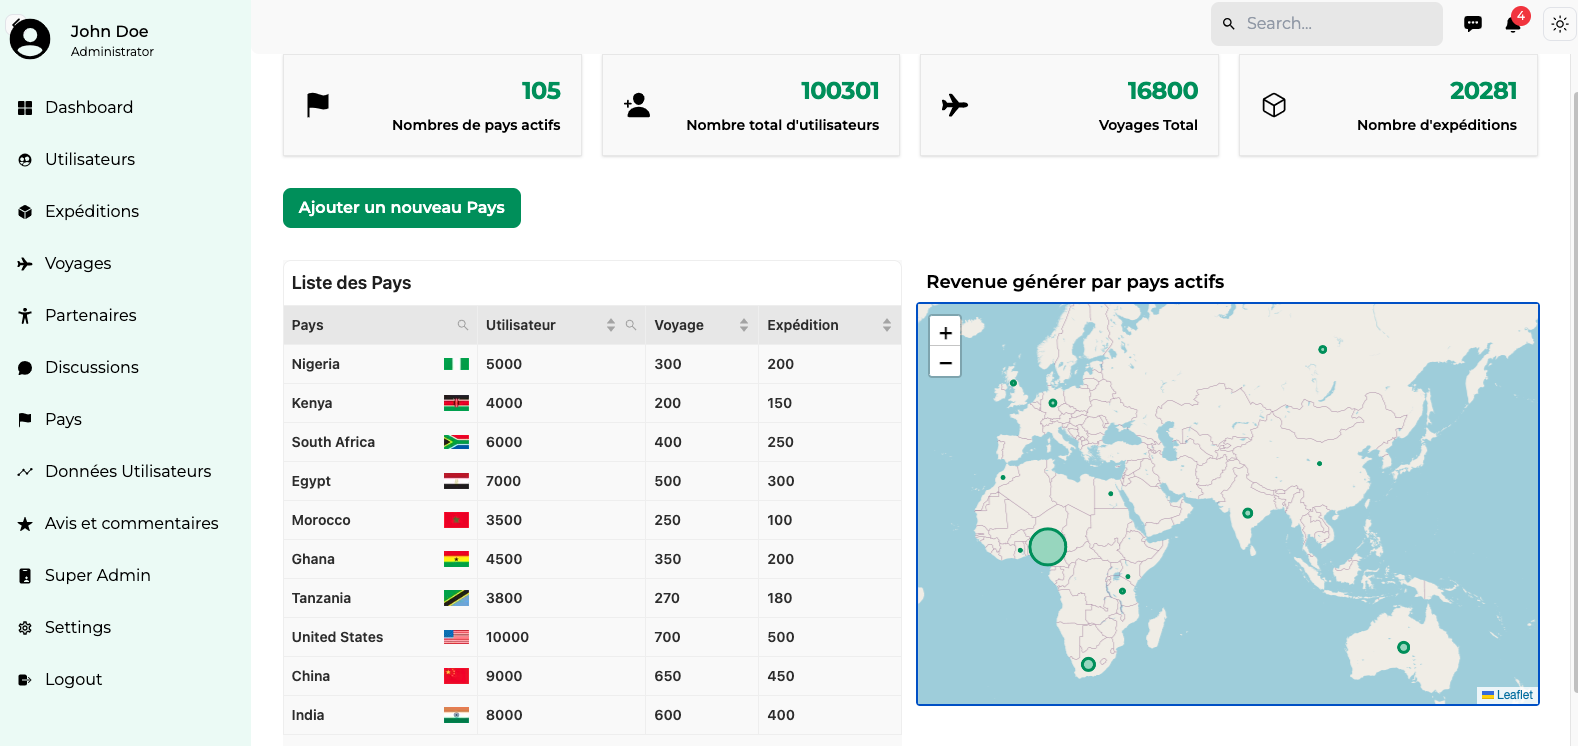 John Doe
Administrator
Dashboard
Utilisateurs
Expéditions
Voyages
Partenaires
Discussions
Pays
Données Utilisateurs
Avis et commentaires
Super Admin
Settings
Logout
Search...
4
105
Nombres de pays actifs
100301
Nombre total d'utilisateurs
16800
Voyages Total
20281
Nombre d'expéditions
Ajouter un nouveau Pays
Liste des Pays
Pays Utilisateur Voyage Expédition
Nigeria 5000 300 200
Kenya 4000 200 150
South Africa 6000 400 250
Egypt 7000 500 300
Morocco 3500 250 100
Ghana 4500 350 200
Tanzania 3800 270 180
United States 10000 700 500
China 9000 650 450
India 8000 600 400
Revenue générer par pays actifs
+
−
Leaflet